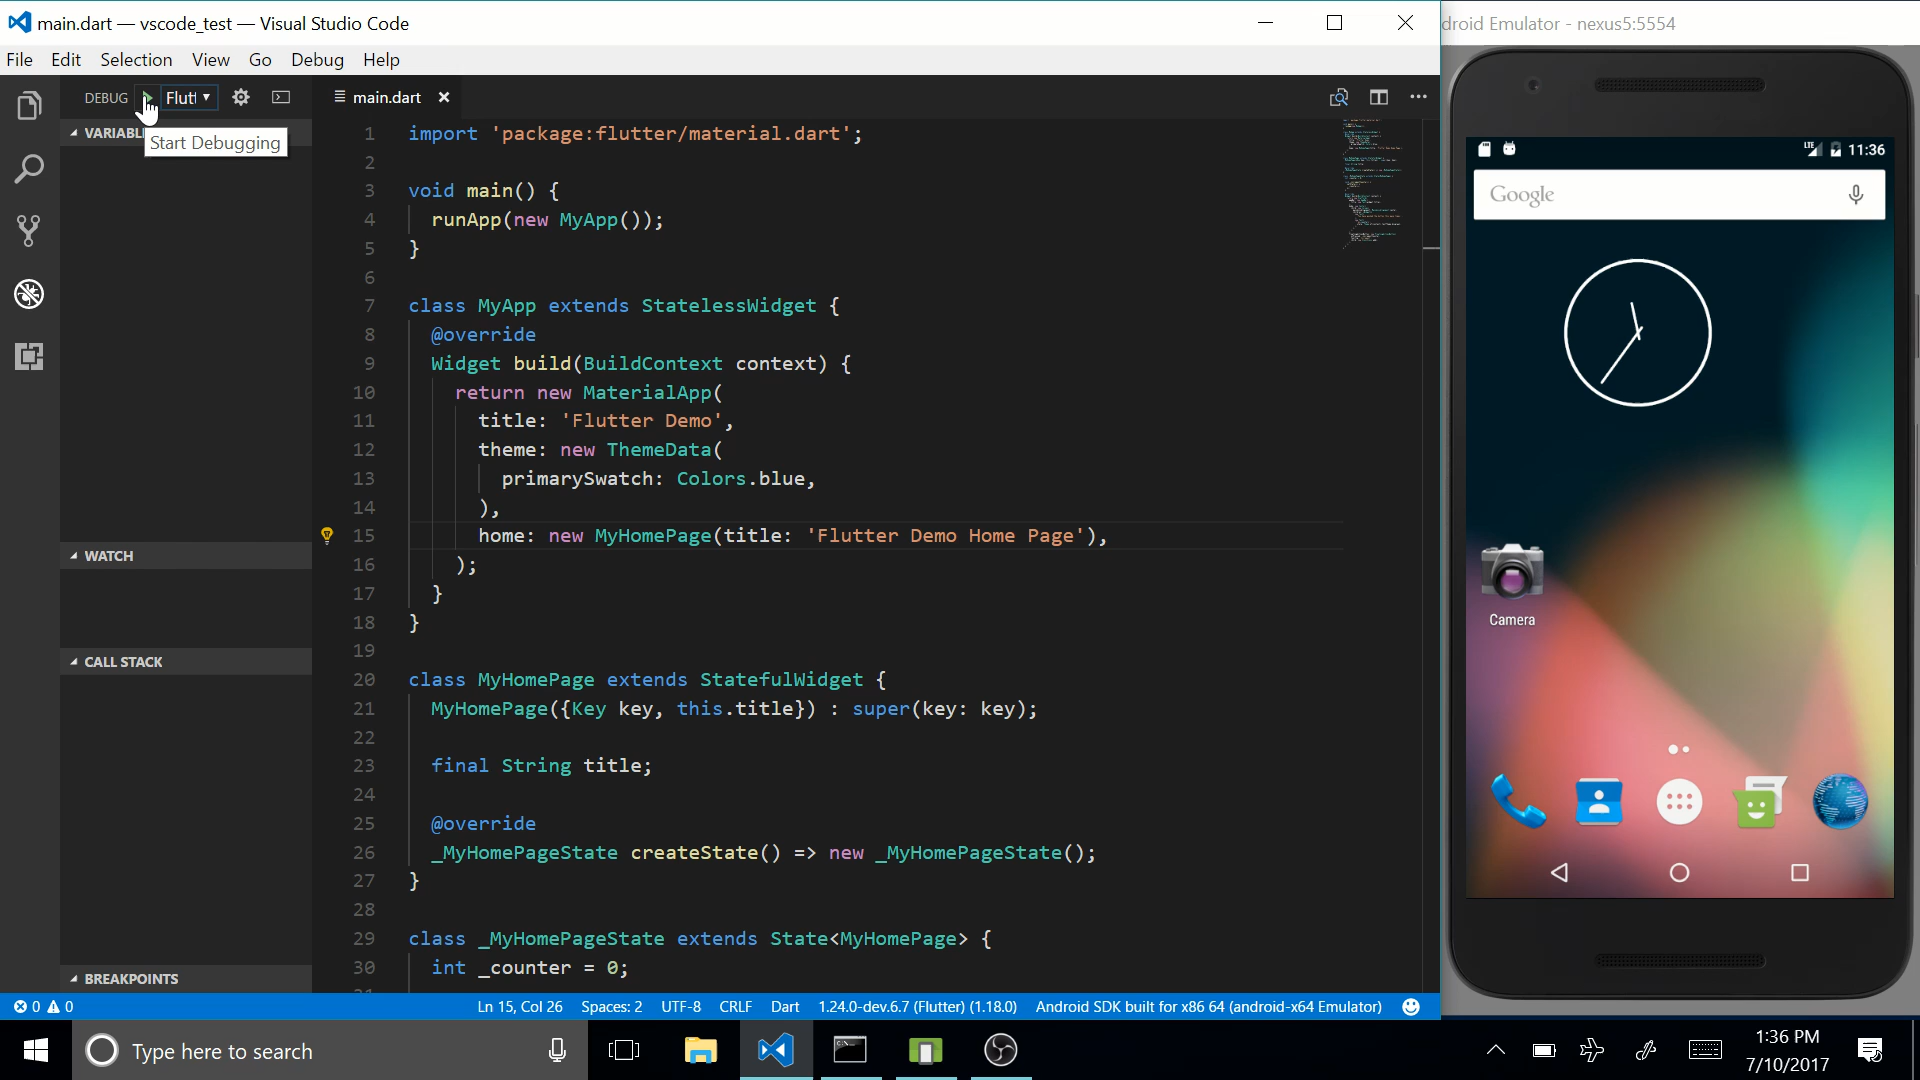 main.dart — vscode_test — Visual Studio Code
droid Emulator - nexus5:5554
File Edit Selection View Go Debug Help
DEBUG Flut
main.dart
VARIABL
Start Debugging
WATCH
CALL STACK
BREAKPOINTS
1 import 'package:flutter/material.dart';
2
3 void main() {
4 runApp(new MyApp());
5 }
6
7 class MyApp extends StatelessWidget {
8 @override
9 Widget build(BuildContext context) {
10 return new MaterialApp(
11 title: 'Flutter Demo',
12 theme: new ThemeData(
13 primarySwatch: Colors.blue,
14 ),
15 home: new MyHomePage(title: 'Flutter Demo Home Page'),
16 );
17 }
18 }
19
20 class MyHomePage extends StatefulWidget {
21 MyHomePage({Key key, this.title}) : super(key: key);
22
23 final String title;
24
25 @override
26 _MyHomePageState createState() => new _MyHomePageState();
27 }
28
29 class _MyHomePageState extends State<MyHomePage> {
30 int _counter = 0;
LTE 11:36
Google
Camera
0 0
Ln 15, Col 26 Spaces: 2 UTF-8 CRLF Dart 1.24.0-dev.6.7 (Flutter) (1.18.0) Android SDK built for x86 64 (android-x64 Emulator)
Type here to search
1:36 PM
7/10/2017